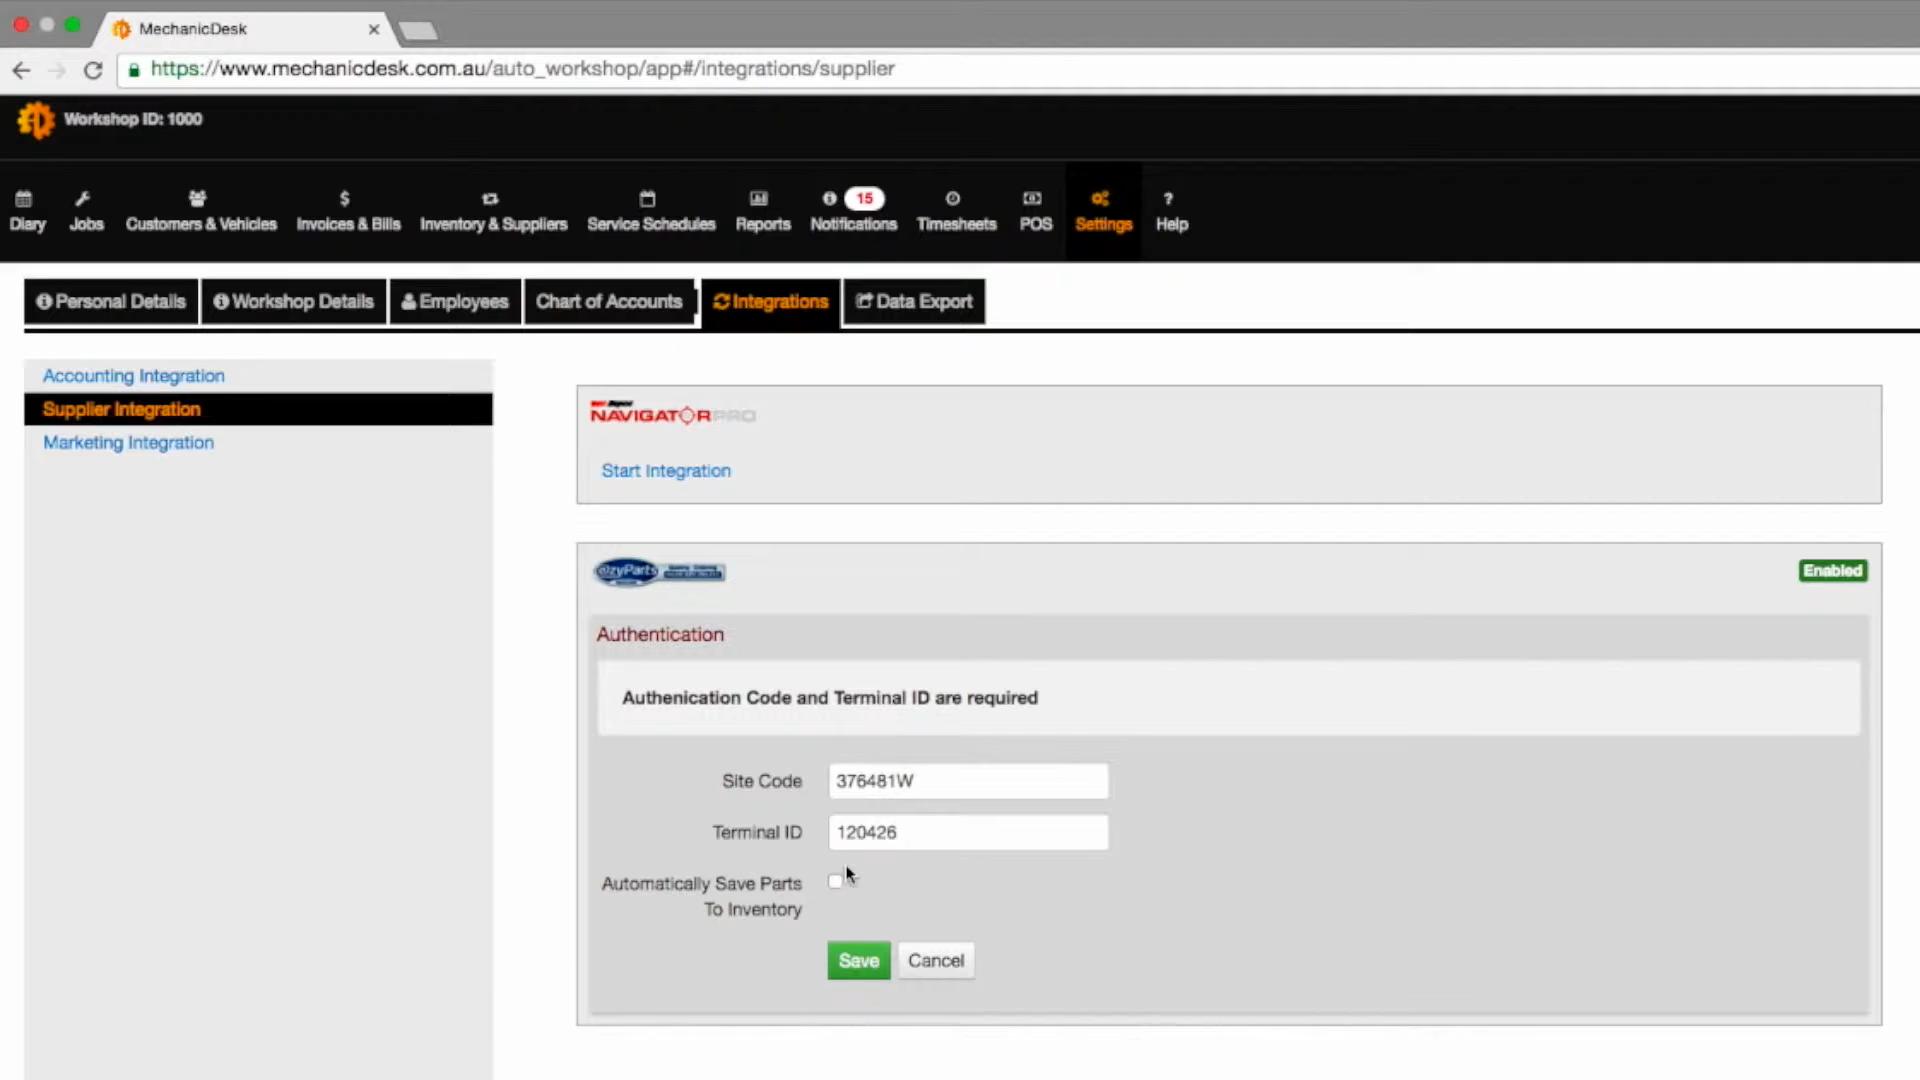 MechanicDesk
https://www.mechanicdesk.com.au/auto_workshop/app#/integrations/supplier
Workshop ID: 1000
15
?
Diary Jobs Customers & Vehicles Invoices & Bills Inventory & Suppliers Service Schedules Reports Notifications Timesheets POS Settings Help
Personal Details Workshop Details Employees Chart of Accounts Integrations Data Export
Accounting Integration
Supplier Integration
Marketing Integration
NAVIGATOR PRO
Start Integration
ezyParts
Enabled
Authentication
Authenication Code and Terminal ID are required
Site Code 376481W
Terminal ID 120426
Automatically Save Parts
To Inventory
Save Cancel